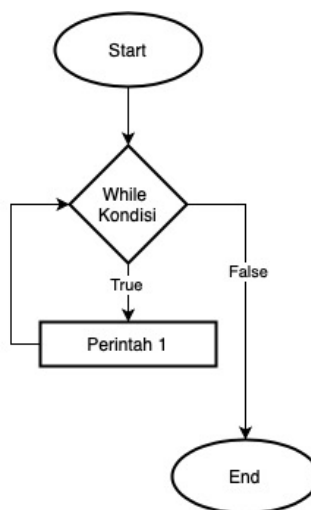 Start
While
Kondisi
False
True
Perintah 1
End